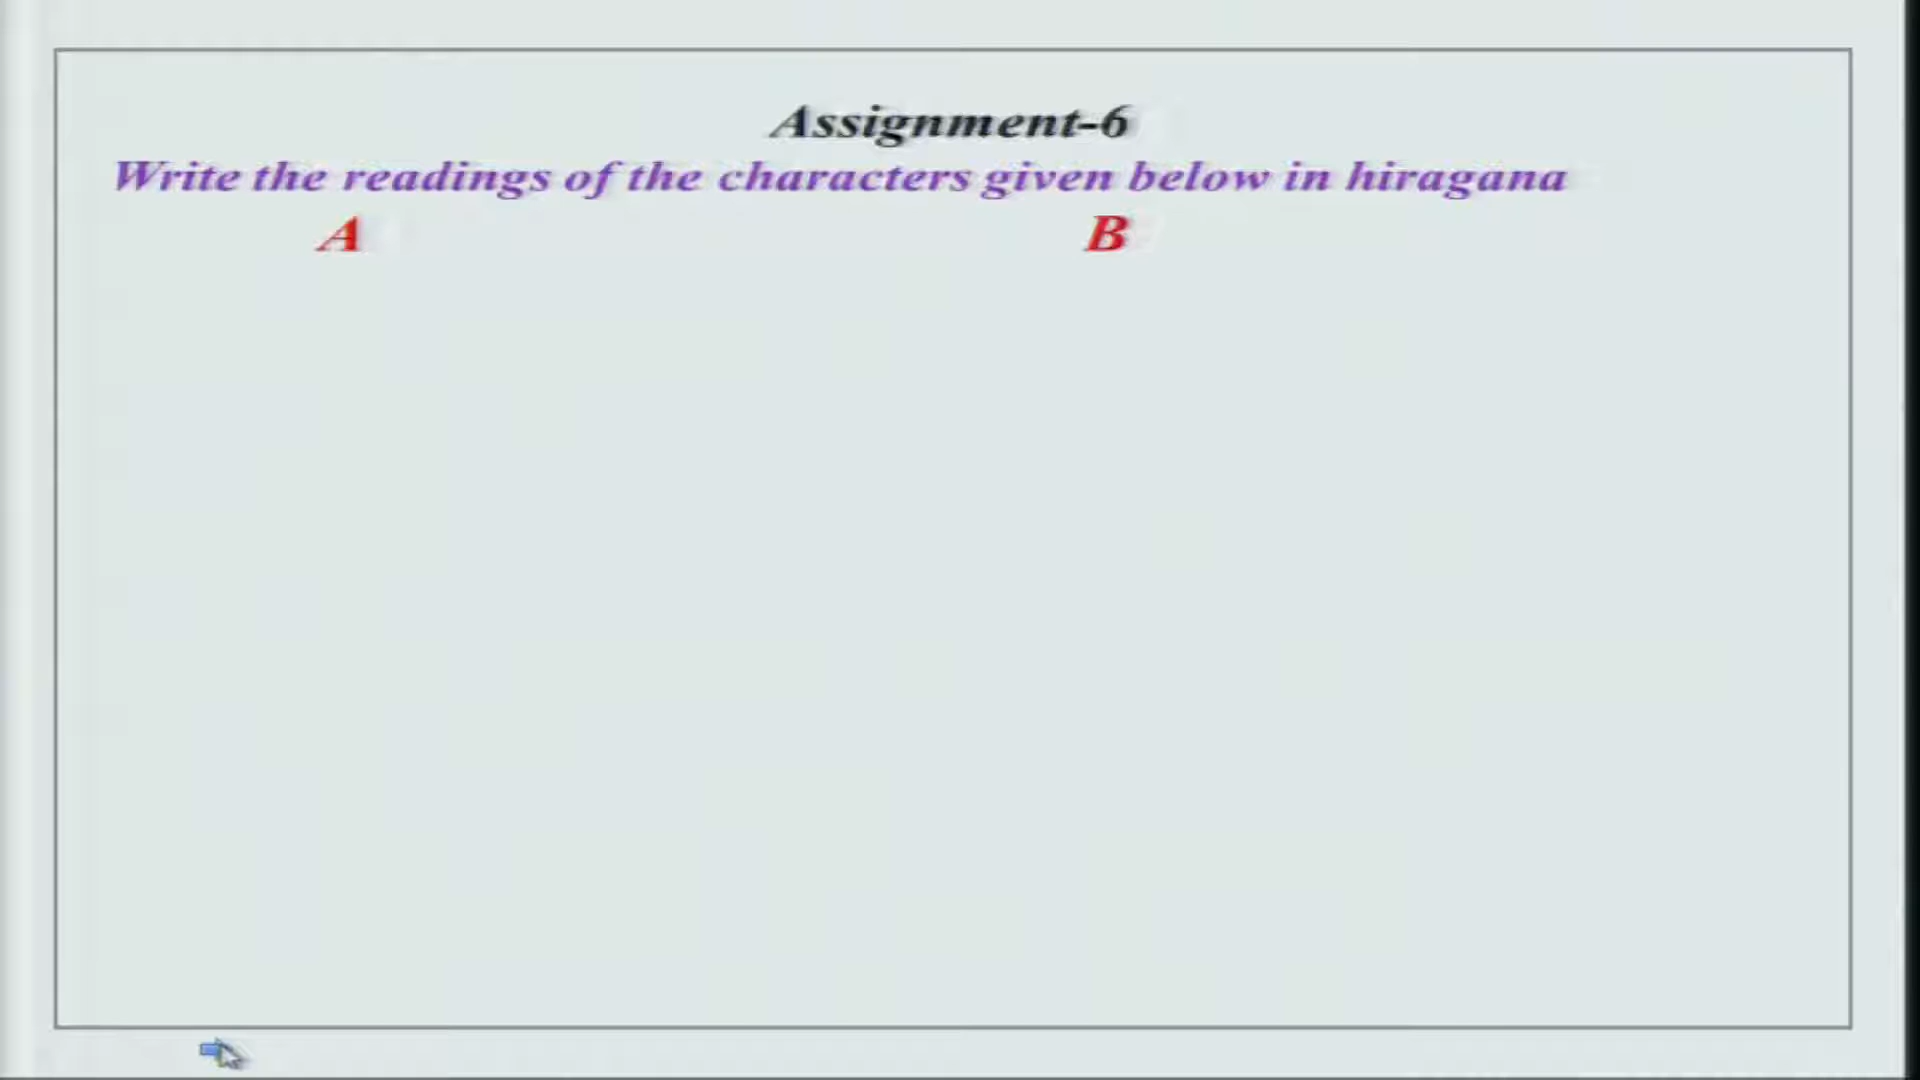 Assignment-6
Write the readings of the characters given below in hiragana
A B